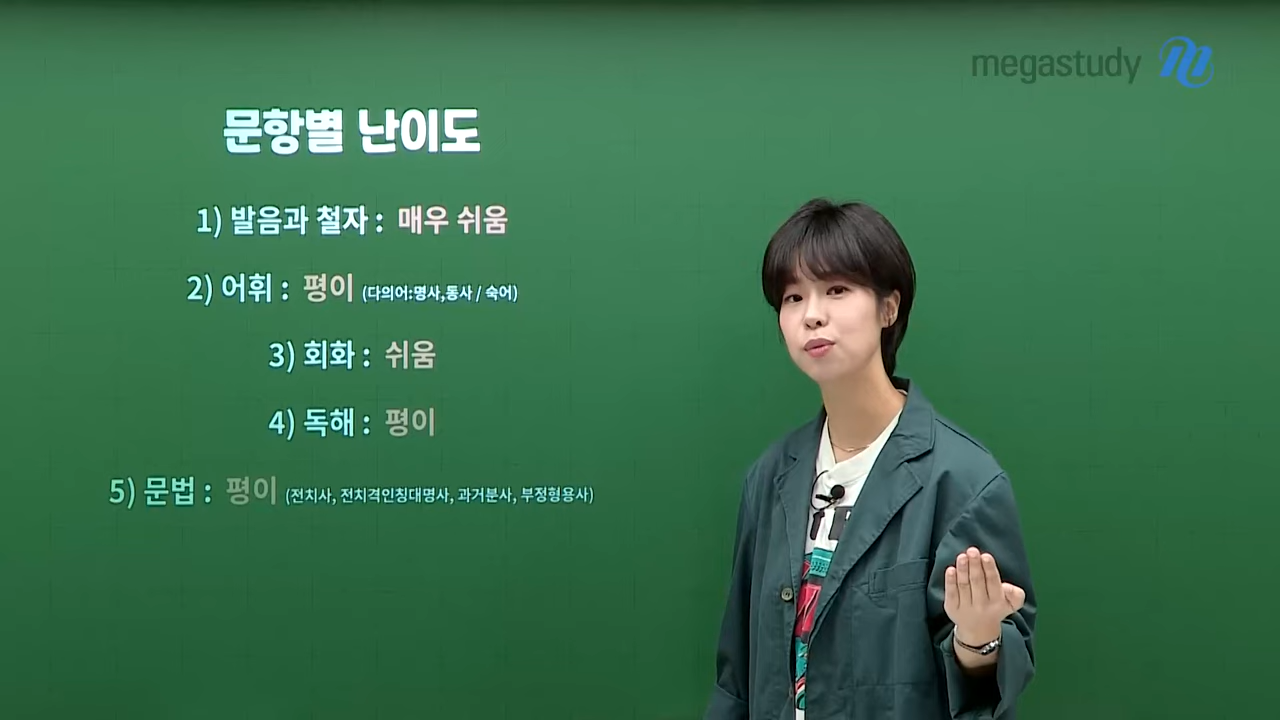 megastudy
문항별 난이도
1) 발음과 철자 : 매우 쉬움
2) 어휘 : 평이 (다의어:명사,동사 / 숙어)
3) 회화 : 쉬움
4) 독해 : 평이
5) 문법 : 평이 (전치사, 전치격인칭대명사, 과거분사, 부정형용사)